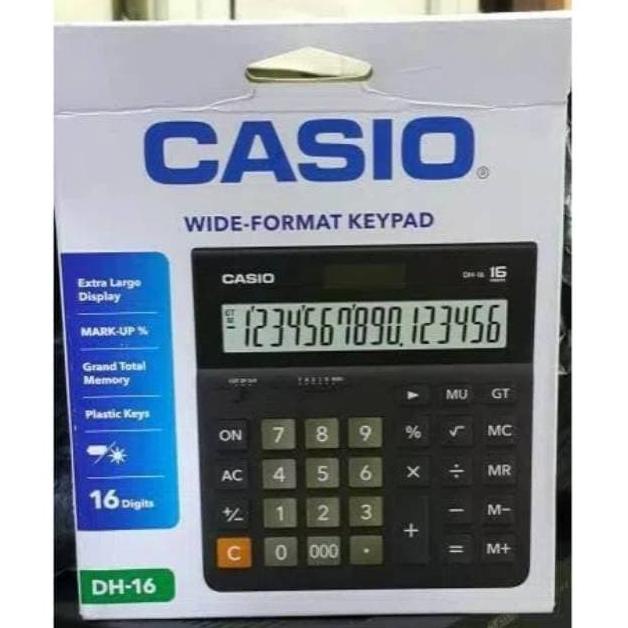 CASIO®
WIDE-FORMAT KEYPAD
Extra Large
Display
MARK-UP %
Grand Total
Memory
Plastic Keys
16 Digits
DH-16
CASIO
DH-16 16
GT
1234567890.123456
► MU GT
ON 7 8 9 % √ MC
AC 4 5 6 × ÷ MR
+/− 1 2 3 + − M−
C 0 000 · = M+